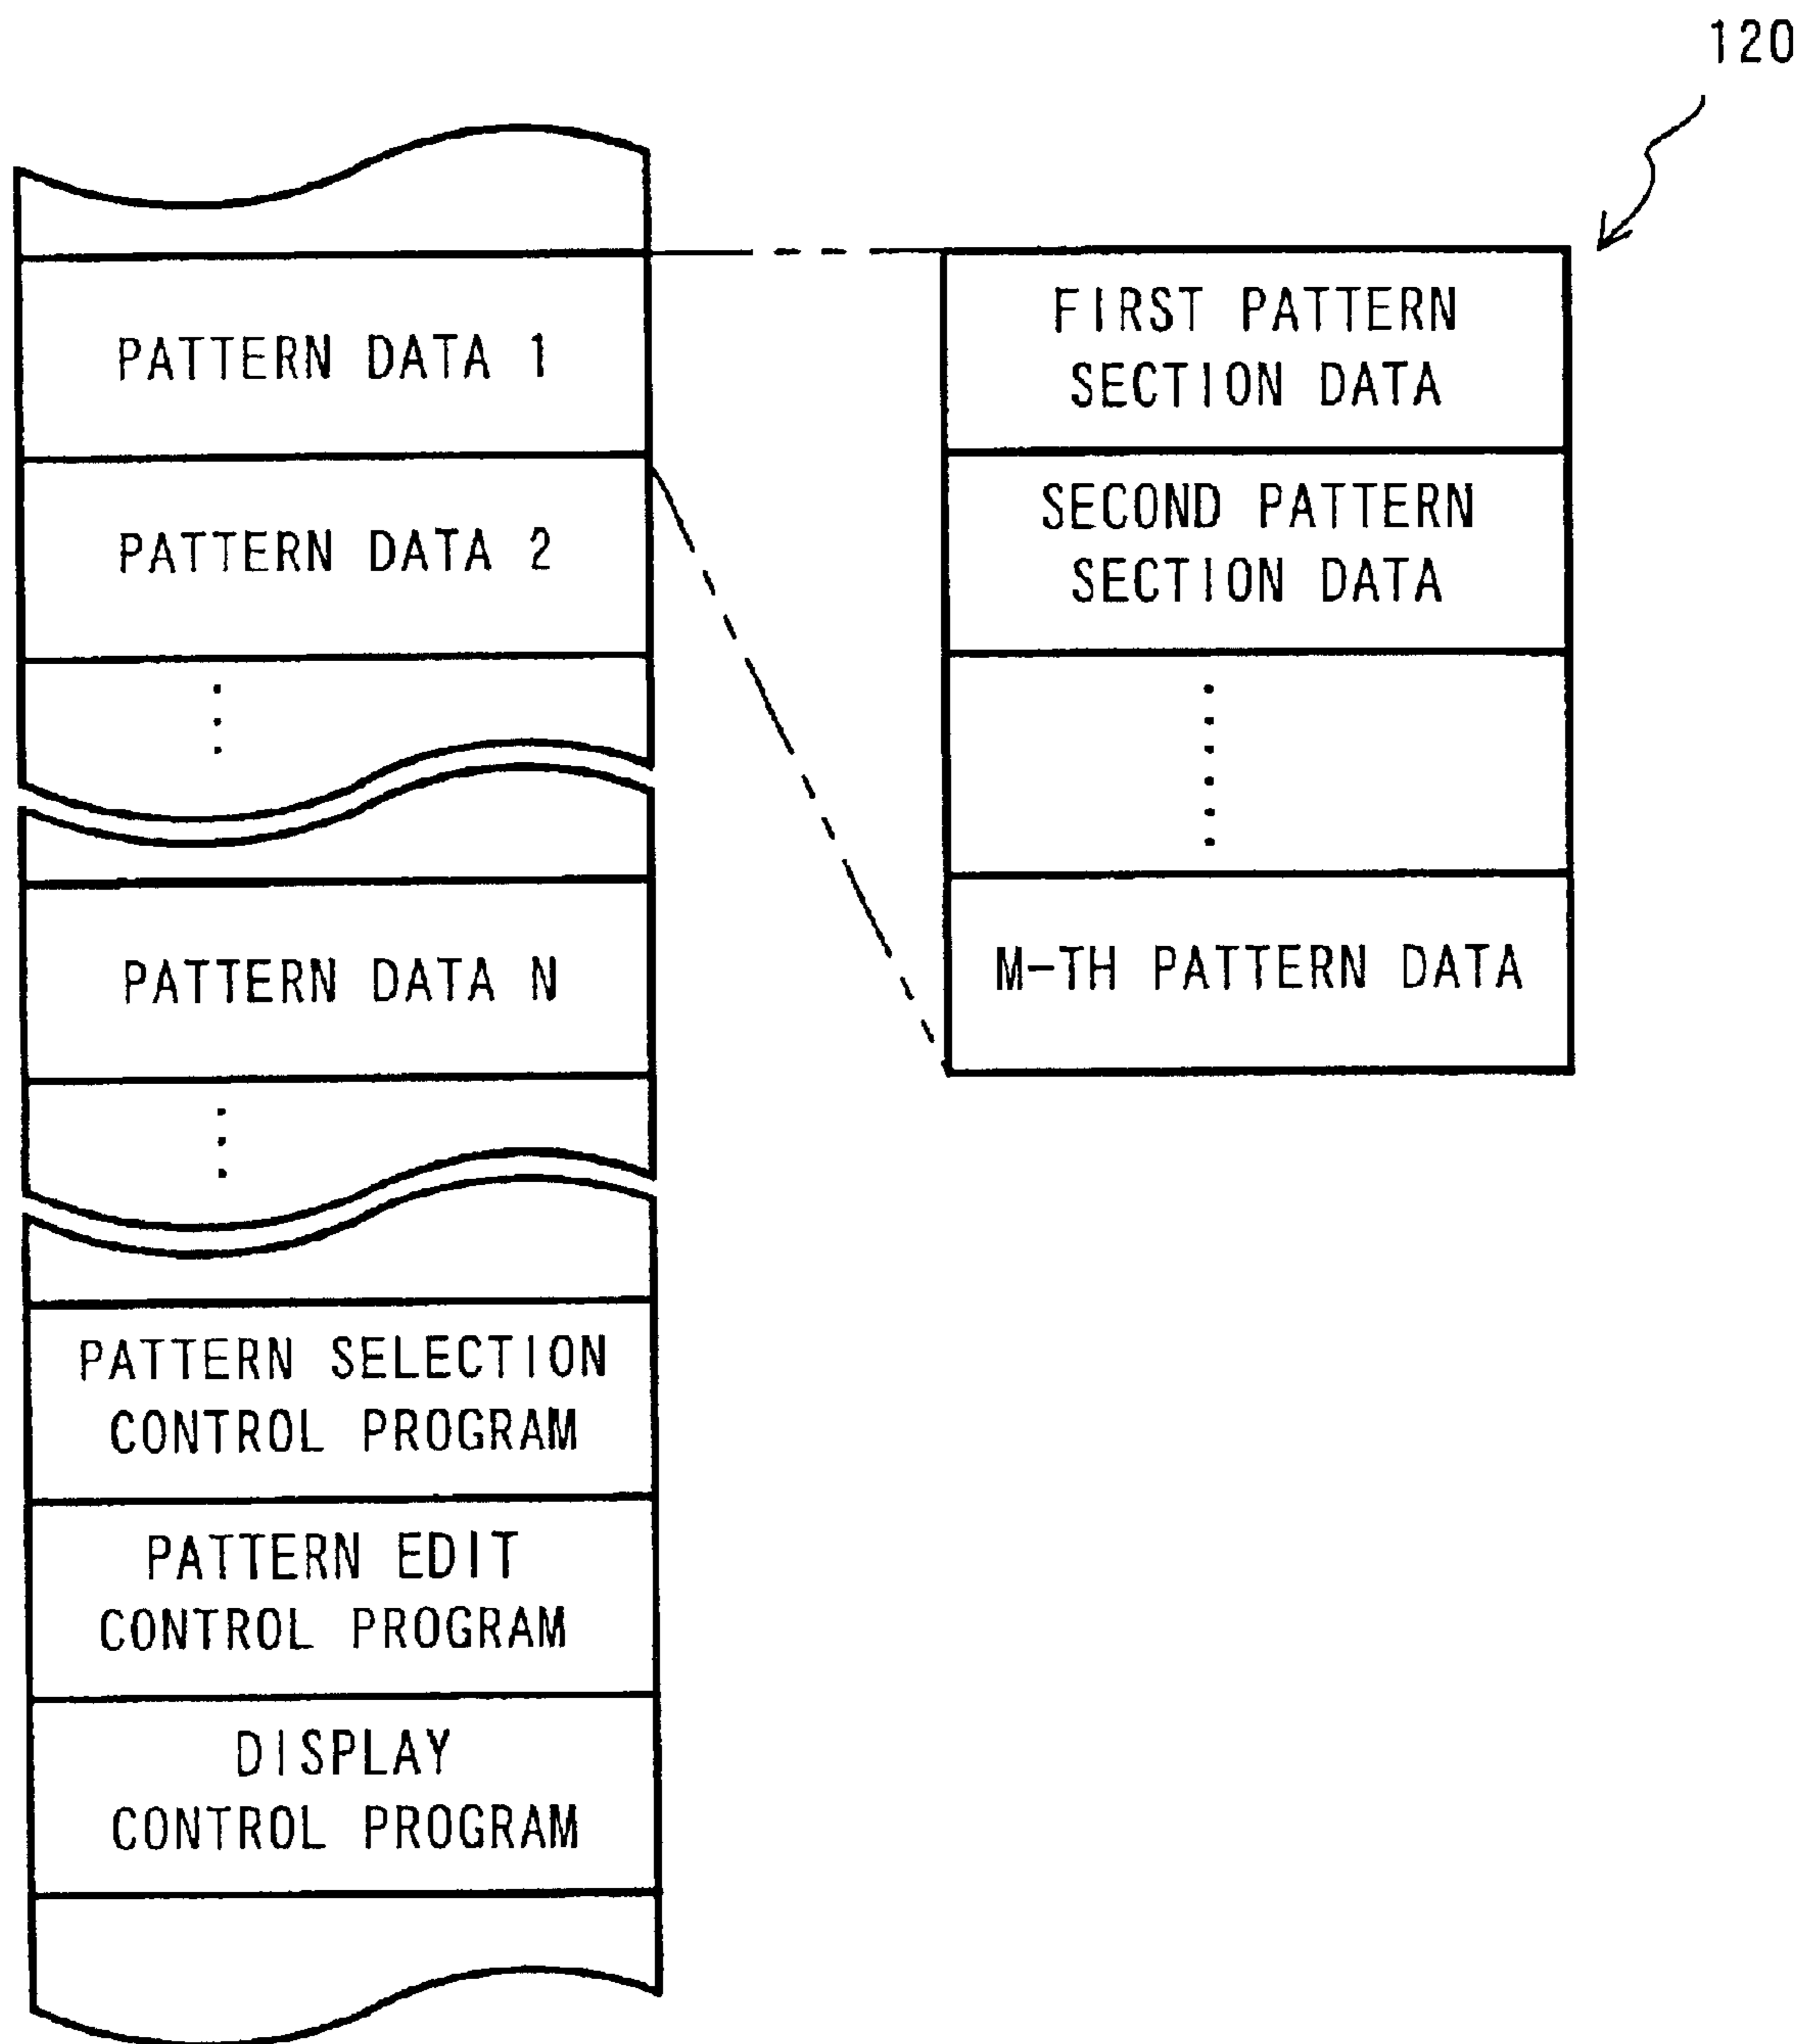 120
PATTERN DATA 1
PATTERN DATA 2
PATTERN DATA N
PATTERN SELECTION
CONTROL PROGRAM
PATTERN EDIT
CONTROL PROGRAM
DISPLAY
CONTROL PROGRAM
FIRST PATTERN
SECTION DATA
SECOND PATTERN
SECTION DATA
M-TH PATTERN DATA